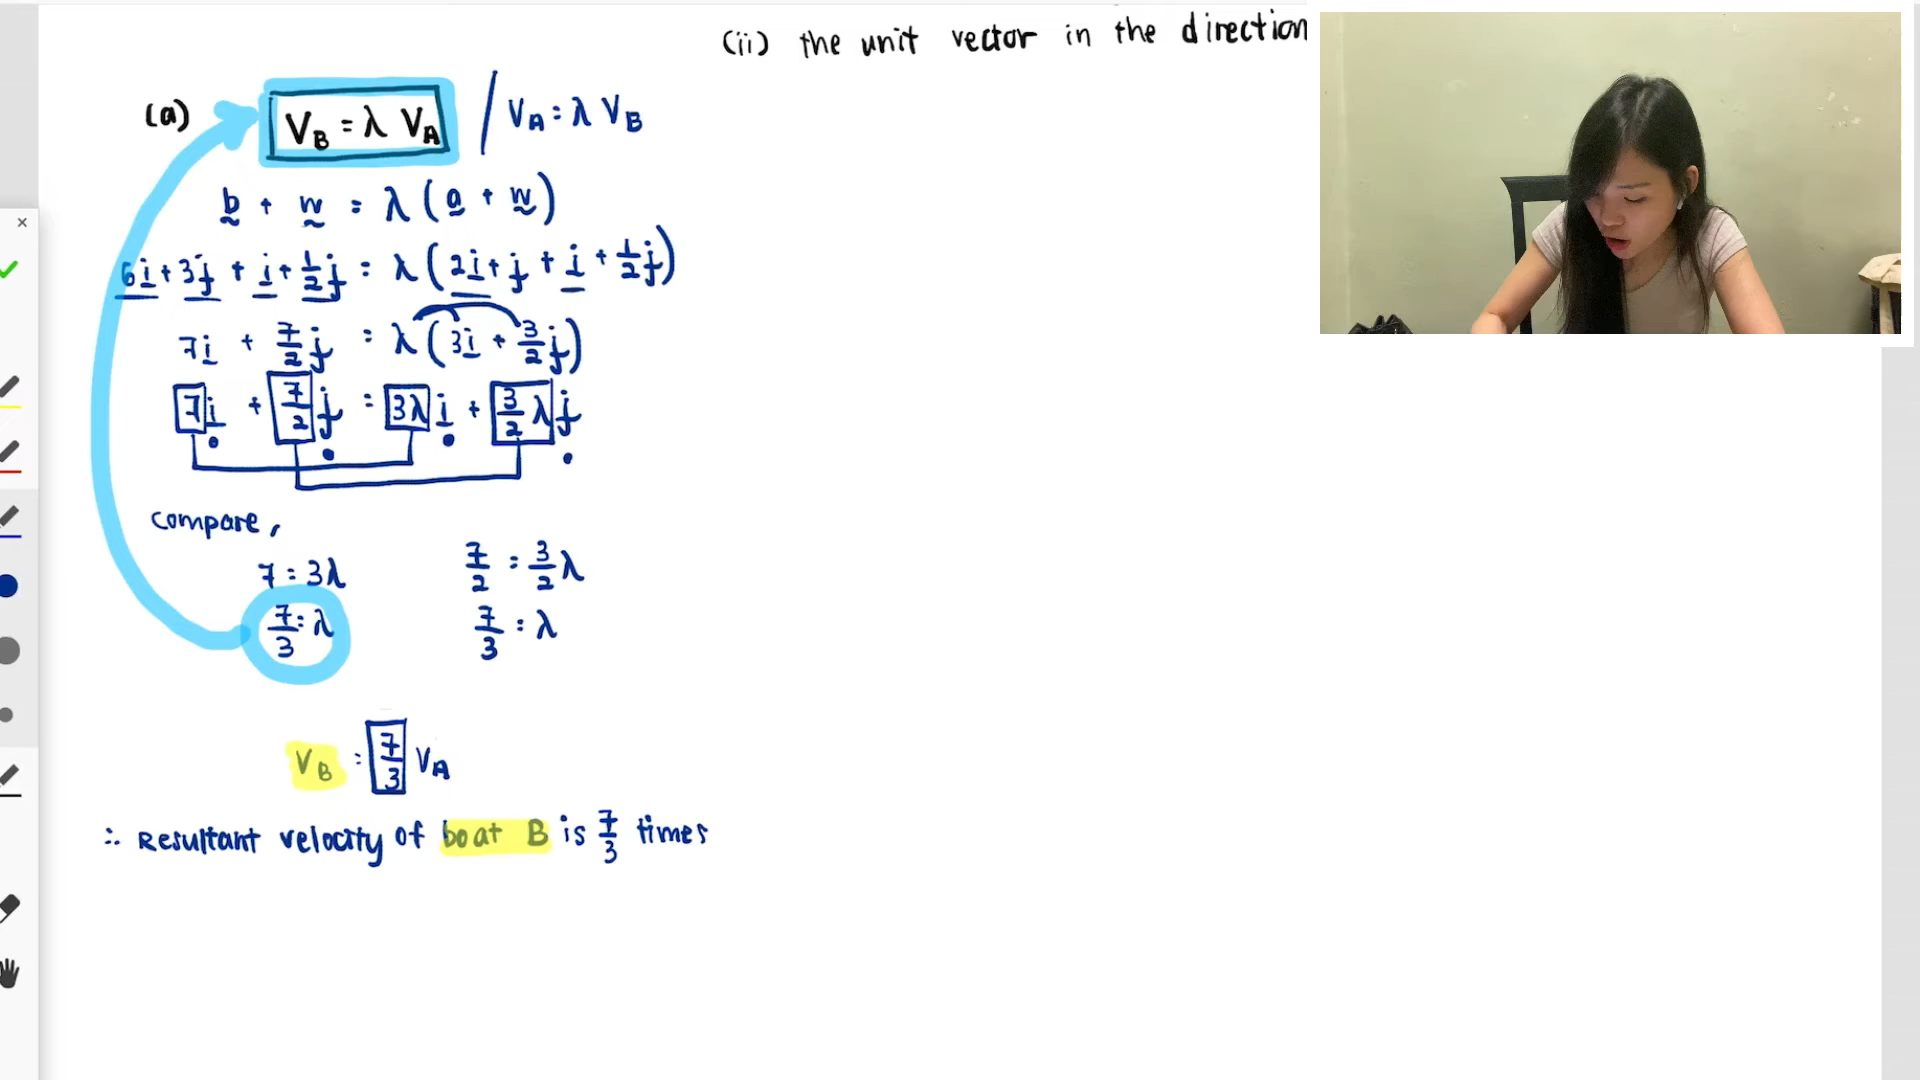 (ii) the unit vector in the direction
(a) V_B = λ V_A / V_A = λ V_B
b + w = λ (a + w)
6i + 3j + i + 1/2 j = λ (2i + j + i + 1/2 j)
7i + 7/2 j = λ (3i + 3/2 j)
7i + 7/2 j = 3λ i + 3/2 λ j
compare,
7 = 3λ 7/2 = 3/2 λ
7/3 = λ 7/3 = λ
V_B = 7/3 V_A
∴ Resultant velocity of boat B is 7/3 times